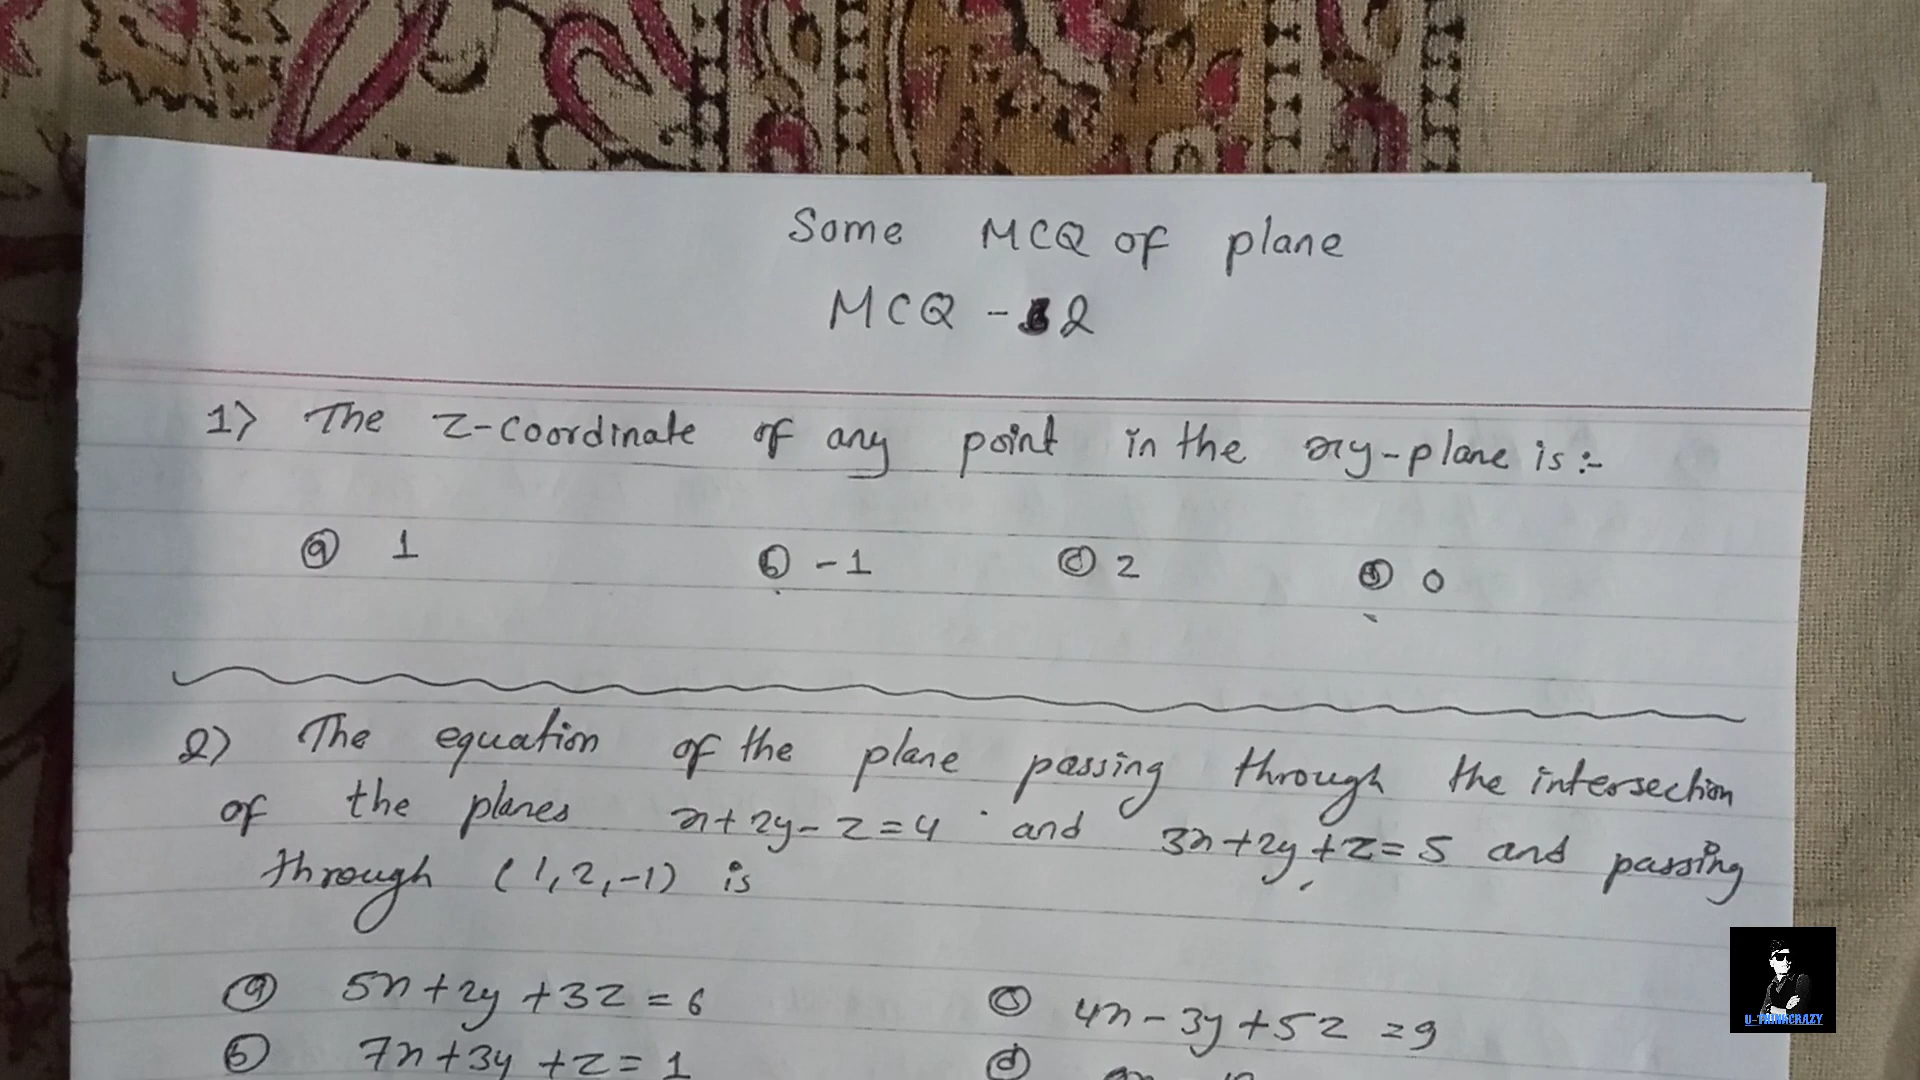 Some MCQ of plane
MCQ - 2
1) The z-coordinate of any point in the xy-plane is :-
(a) 1 (b) -1 (c) 2 (d) 0
2) The equation of the plane passing through the intersection
of the planes x+2y-z=4 and 3x+2y+z=5 and passing
through (1,2,-1) is
(a) 5x+2y+3z=6 (c) 4x-3y+5z=9
(b) 7x+3y+z=1 (d)
U-THINKCRAZY